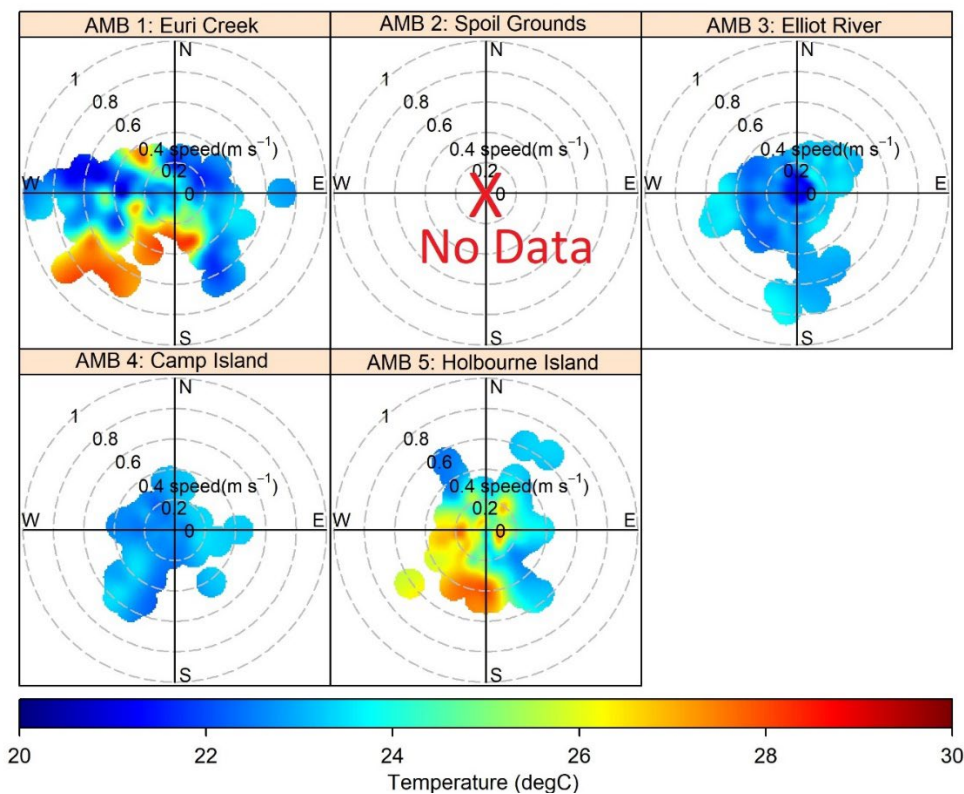 AMB 1: Euri Creek
N
1
0.8
0.6
0.4 speed(m s⁻¹)
0.2
W 0 E
S
AMB 2: Spoil Grounds
N
1
0.8
0.6
0.4 speed(m s⁻¹)
0.2
W X 0 E
No Data
S
AMB 3: Elliot River
N
1
0.8
0.6
0.4 speed(m s⁻¹)
0.2
W 0 E
S
AMB 4: Camp Island
N
1
0.8
0.6
0.4 speed(m s⁻¹)
0.2
W 0 E
S
AMB 5: Holbourne Island
N
1
0.8
0.6
0.4 speed(m s⁻¹)
0.2
W 0 E
S
20 22 24 26 28 30
Temperature (degC)